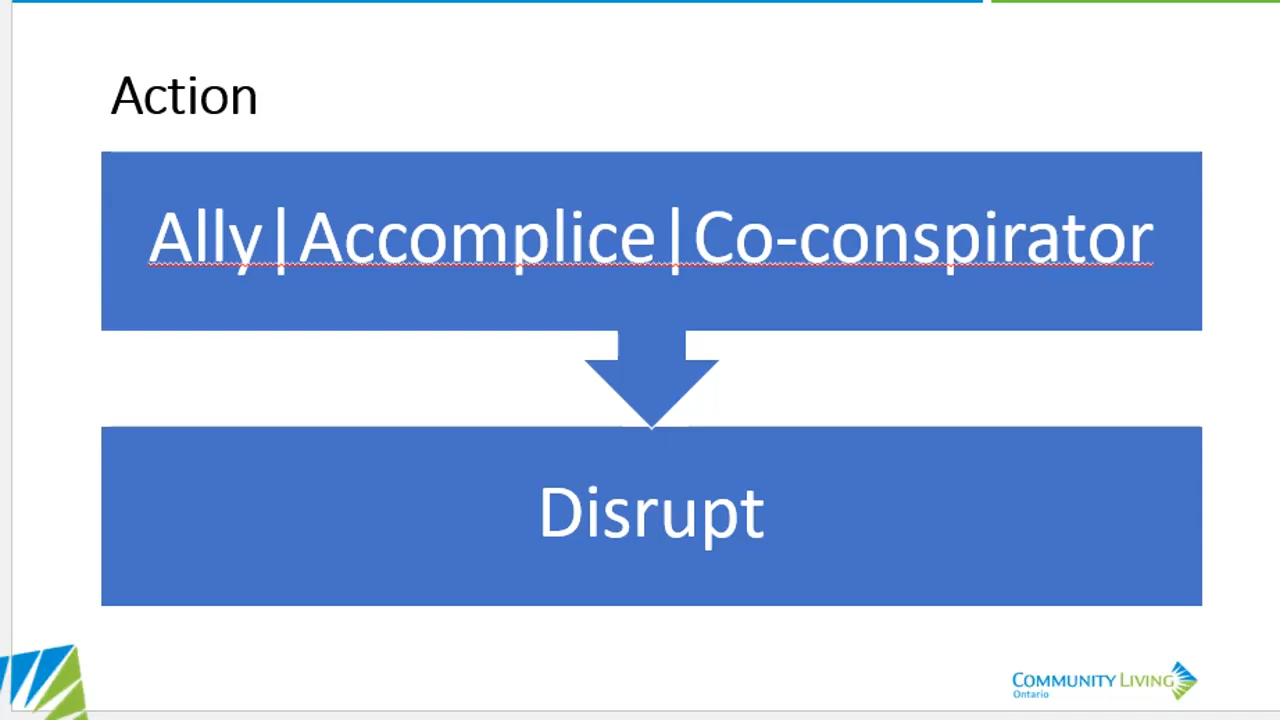 Action
Ally|Accomplice|Co-conspirator
Disrupt
COMMUNITY LIVING
Ontario